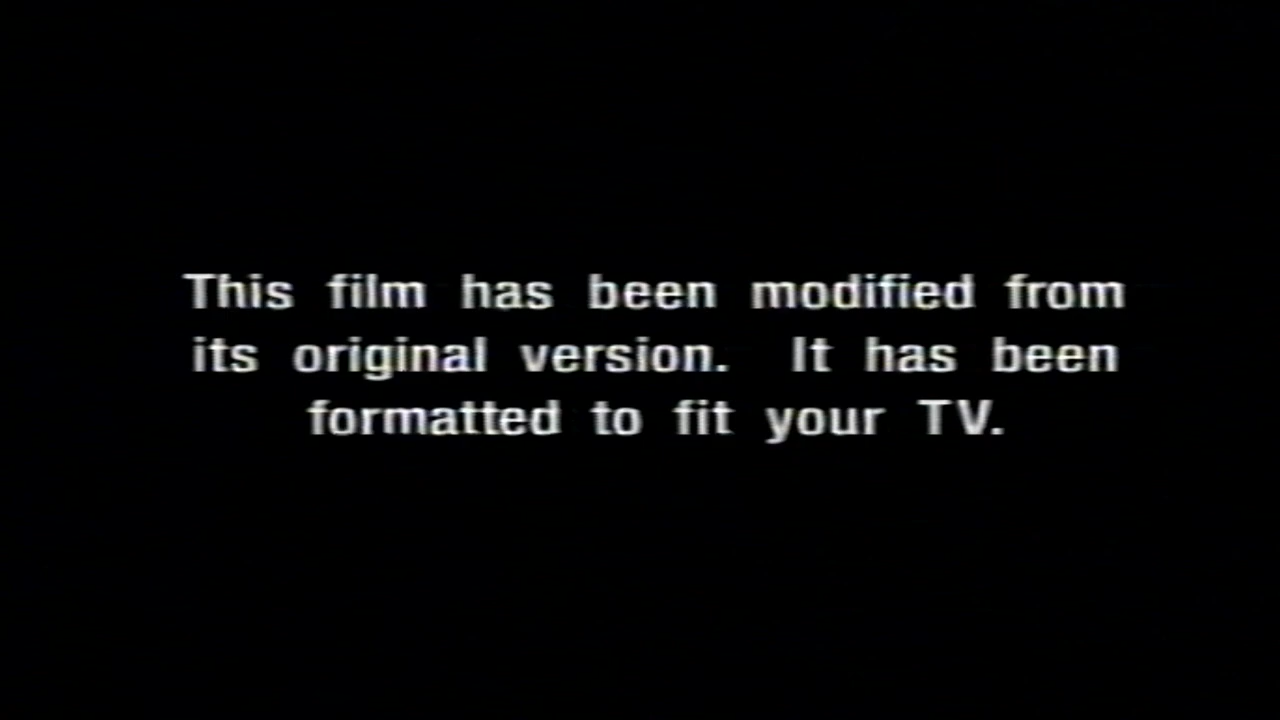 This film has been modified from
its original version. It has been
formatted to fit your TV.